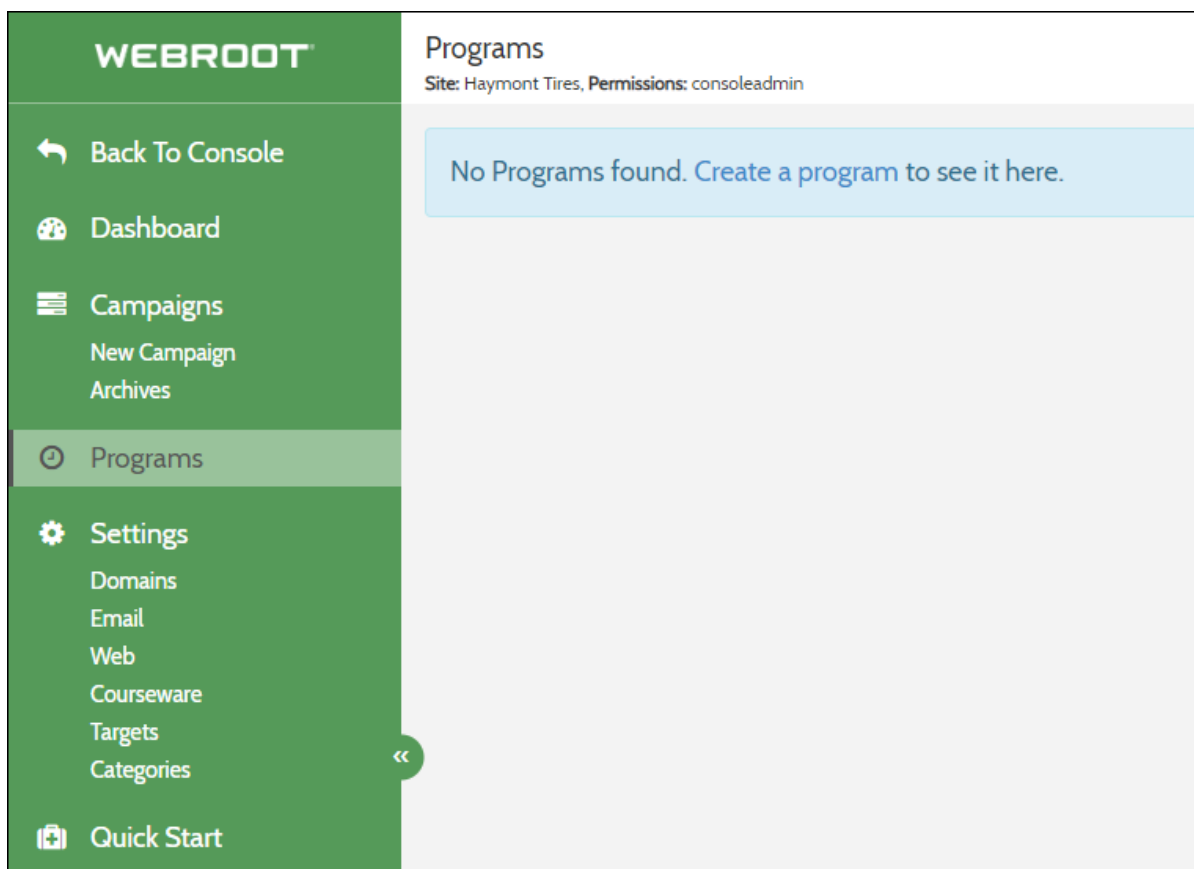 WEBROOT
Programs
Site: Haymont Tires, Permissions: consoleadmin
Back To Console
No Programs found. Create a program to see it here.
Dashboard
Campaigns
New Campaign
Archives
Programs
Settings
Domains
Email
Web
Courseware
Targets
Categories
«
Quick Start